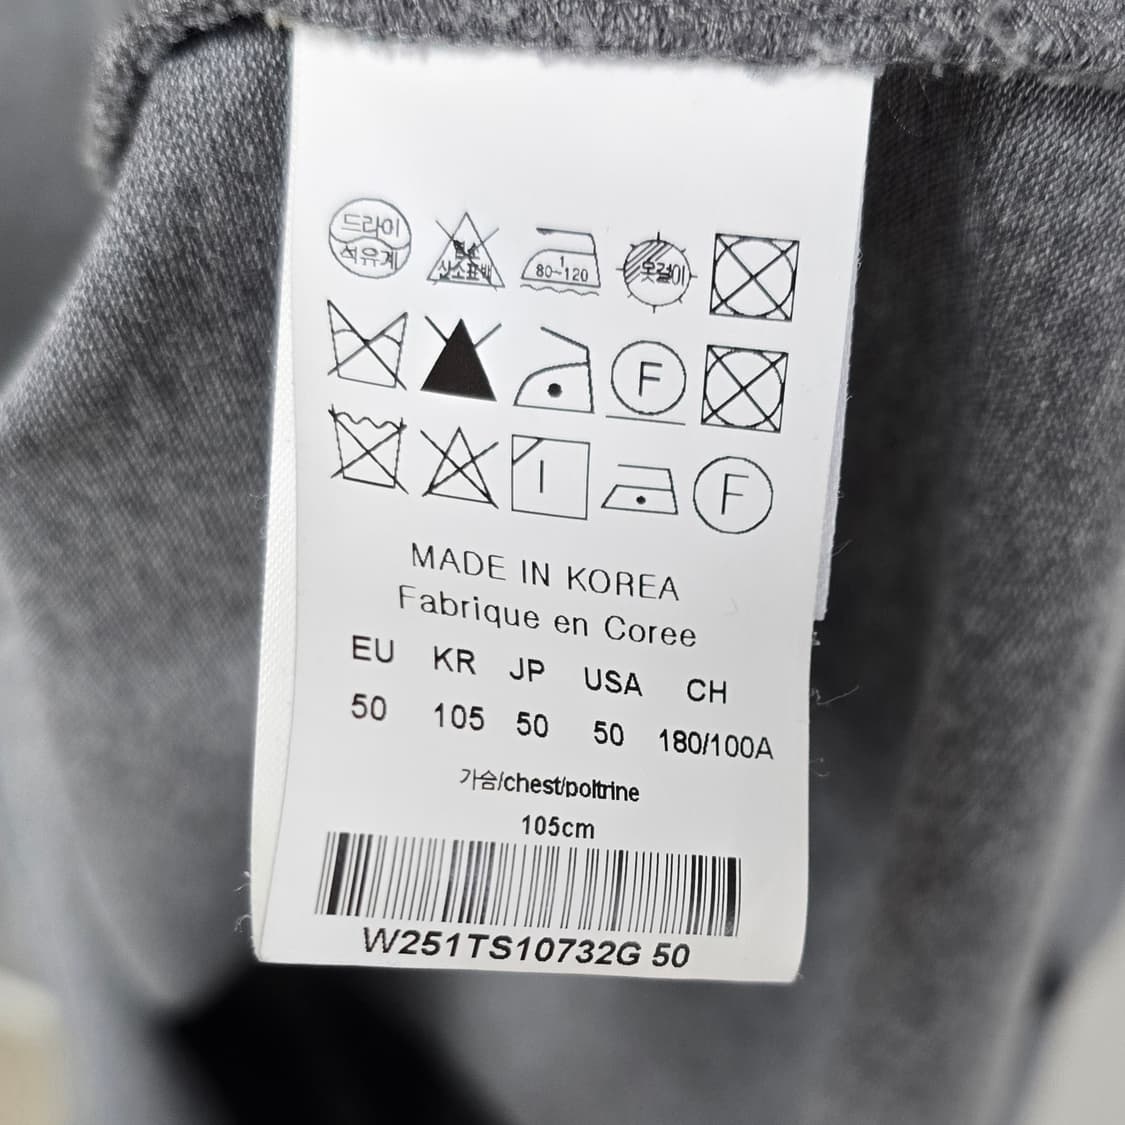 드라이
석유계
산소표백
1
80~120
옷걸이
F
F
MADE IN KOREA
Fabrique en Coree
EU KR JP USA CH
50 105 50 50 180/100A
가슴/chest/poltrine
105cm
W251TS10732G 50